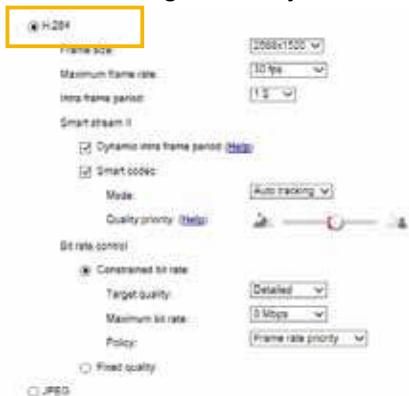 H.264
Frame size: 2688x1520
Maximum frame rate: 30 fps
Intra frame period: 1 S
Smart stream II
Dynamic intra frame period (Help)
Smart codec
Mode: Auto tracking
Quality priority: (Help)
Bit rate control
Constrained bit rate
Target quality: Detailed
Maximum bit rate: Mbps
Policy: Frame rate priority
Fixed quality
JPEG